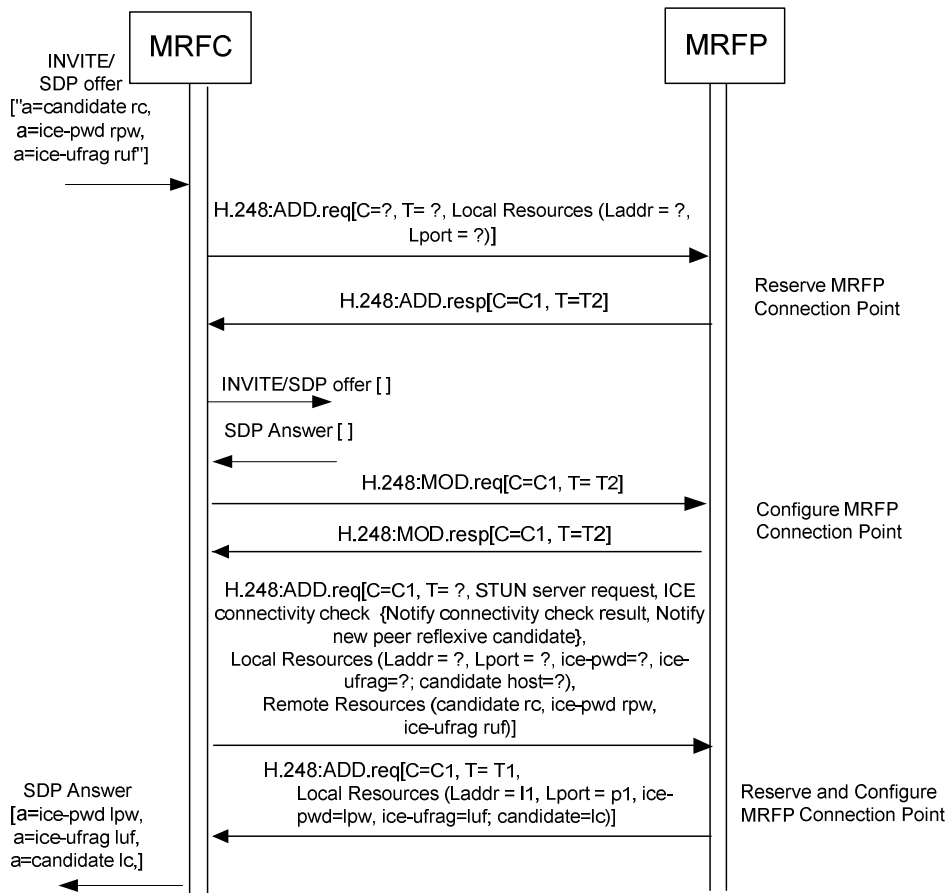 MRFC
MRFP
INVITE/
SDP offer
["a=candidate rc,
a=ice-pwd rpw,
a=ice-ufrag ruf"]
H.248:ADD.req[C=?, T= ?, Local Resources (Laddr = ?,
Lport = ?)]
H.248:ADD.resp[C=C1, T=T2]
Reserve MRFP
Connection Point
INVITE/SDP offer [ ]
SDP Answer [ ]
H.248:MOD.req[C=C1, T= T2]
H.248:MOD.resp[C=C1, T=T2]
Configure MRFP
Connection Point
H.248:ADD.req[C=C1, T= ?, STUN server request, ICE
connectivity check {Notify connectivity check result, Notify
new peer reflexive candidate},
Local Resources (Laddr = ?, Lport = ?, ice-pwd=?, ice-
ufrag=?; candidate host=?),
Remote Resources (candidate rc, ice-pwd rpw,
ice-ufrag ruf)]
H.248:ADD.req[C=C1, T= T1,
Local Resources (Laddr = l1, Lport = p1, ice-
pwd=lpw, ice-ufrag=luf; candidate=lc)]
Reserve and Configure
MRFP Connection Point
SDP Answer
[a=ice-pwd lpw,
a=ice-ufrag luf,
a=candidate lc,]